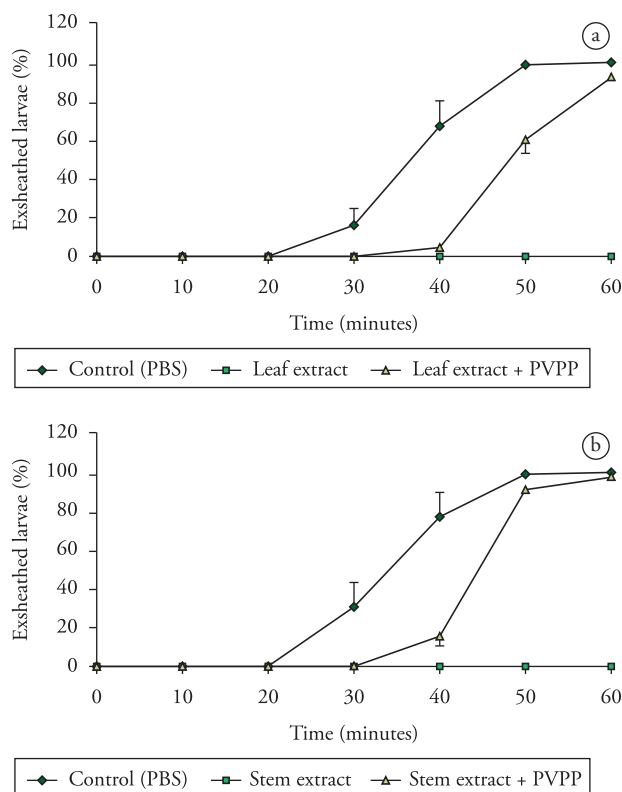 120
100
80
60
40
20
0
Exsheathed larvae (%)
a
0 10 20 30 40 50 60
Time (minutes)
Control (PBS) Leaf extract Leaf extract + PVPP
120
100
80
60
40
20
0
Exsheathed larvae (%)
b
0 10 20 30 40 50 60
Time (minutes)
Control (PBS) Stem extract Stem extract + PVPP